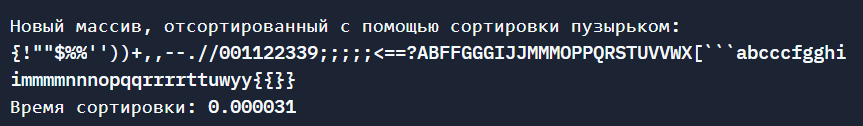 Новый массив, отсортированный с помощью сортировки пузырьком:
{!""$%%''))+,,--.//001122339;;;;;<==?ABFFGGGIJJMMMOPPQRSTUVVWX[```abcccfgghi
immmmnnnopqqrrrrttuwyy{{}}
Время сортировки: 0.000031